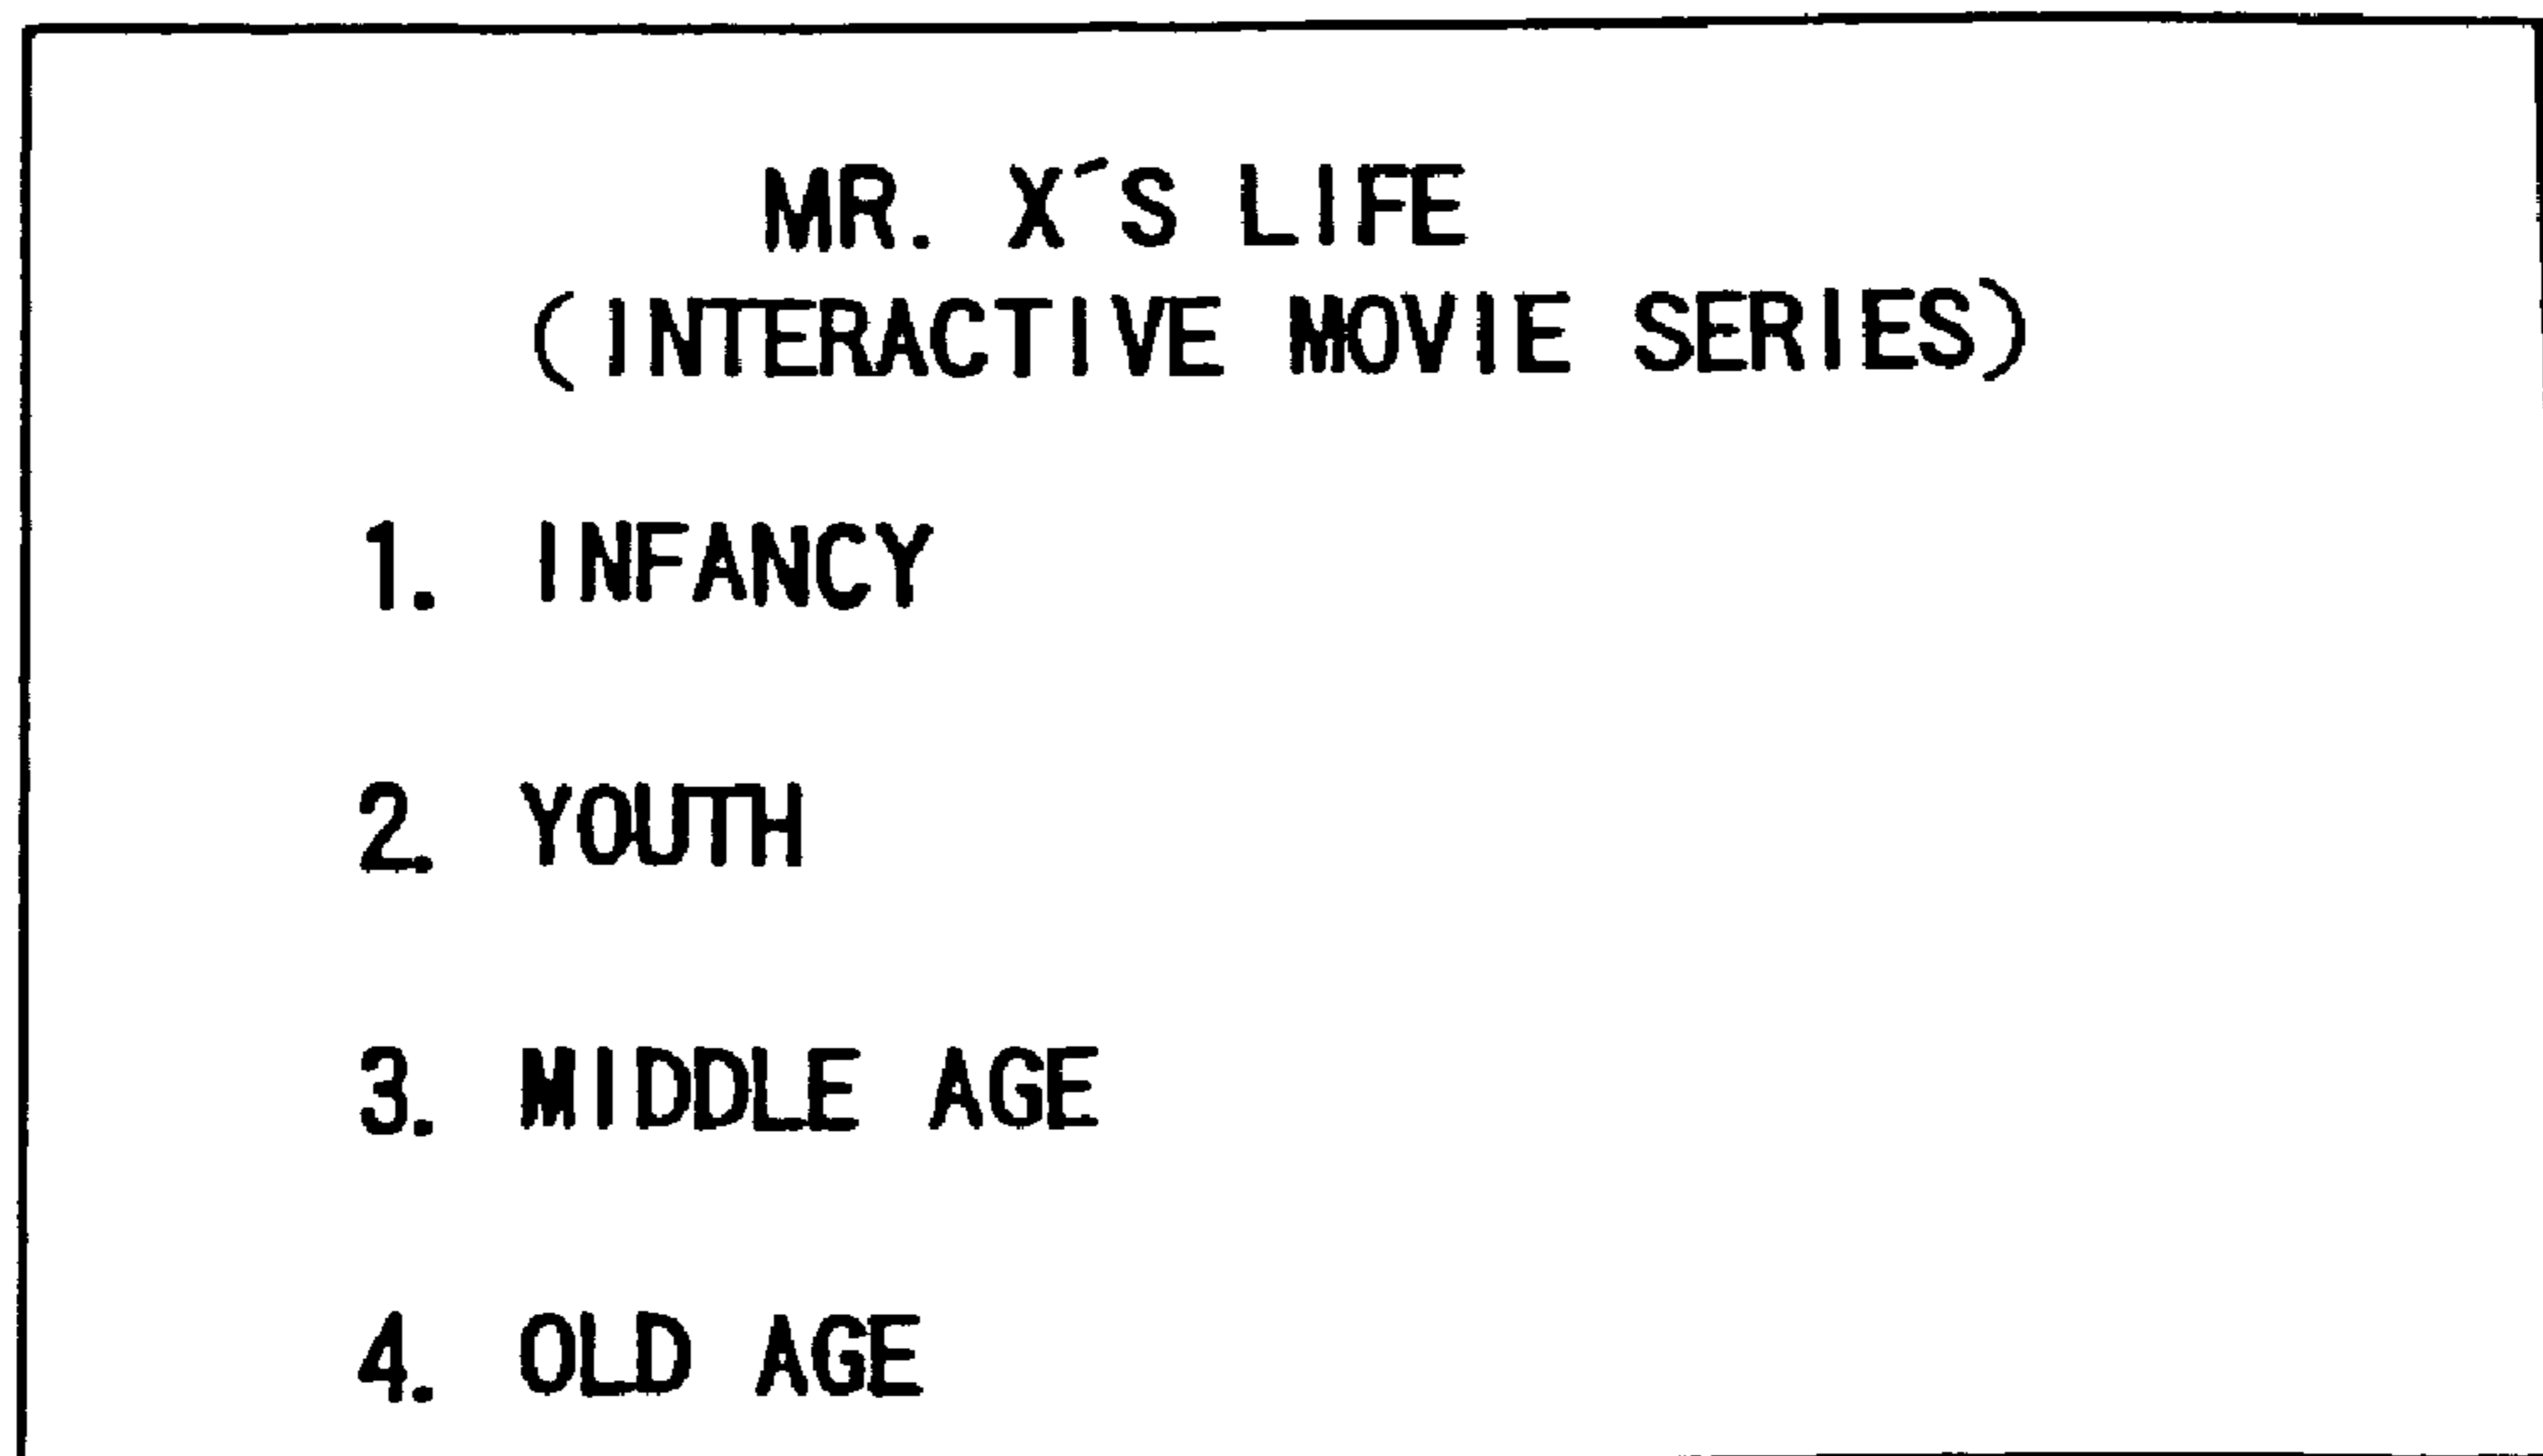 MR. X´S LIFE
(INTERACTIVE MOVIE SERIES)
1. INFANCY
2. YOUTH
3. MIDDLE AGE
4. OLD AGE